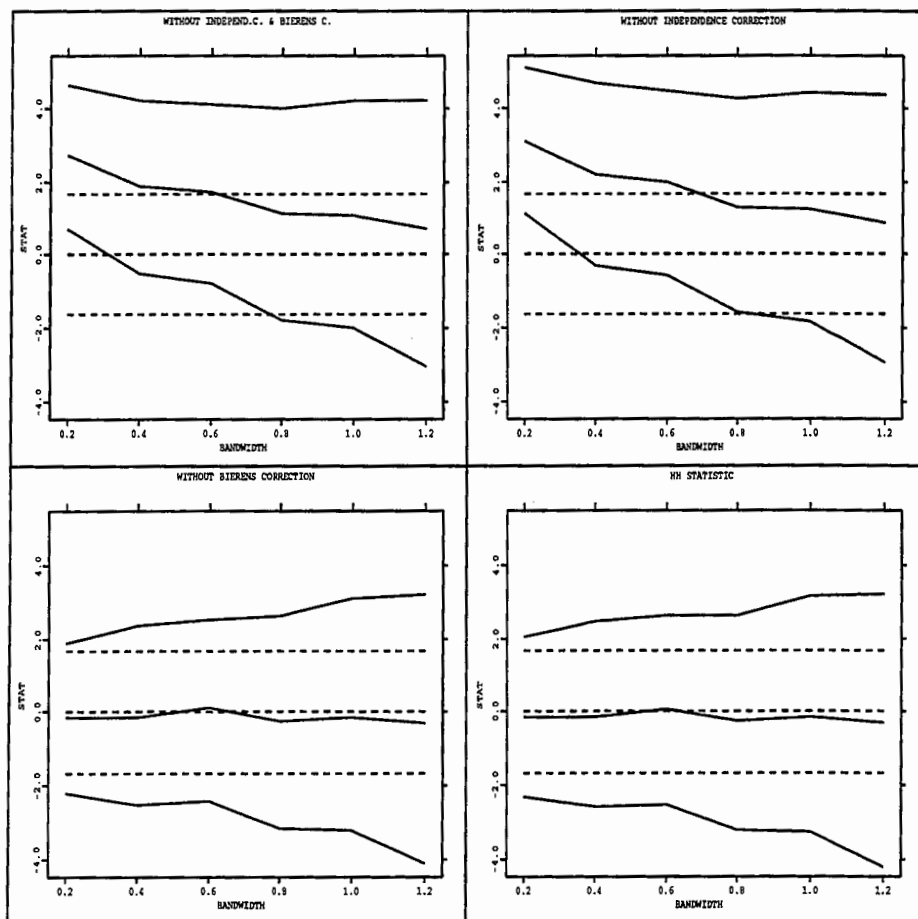 WITHOUT INDEPEND.C. & BIERENS C.
STAT
4.0
2.0
0.0
-2.0
-4.0
0.2 0.4 0.6 0.8 1.0 1.2
BANDWIDTH
WITHOUT INDEPENDENCE CORRECTION
STAT
4.0
2.0
0.0
-2.0
-4.0
0.2 0.4 0.6 0.8 1.0 1.2
BANDWIDTH
WITHOUT BIERENS CORRECTION
STAT
4.0
2.0
0.0
-2.0
-4.0
0.2 0.4 0.6 0.8 1.0 1.2
BANDWIDTH
HH STATISTIC
STAT
4.0
2.0
0.0
-2.0
-4.0
0.2 0.4 0.6 0.8 1.0 1.2
BANDWIDTH